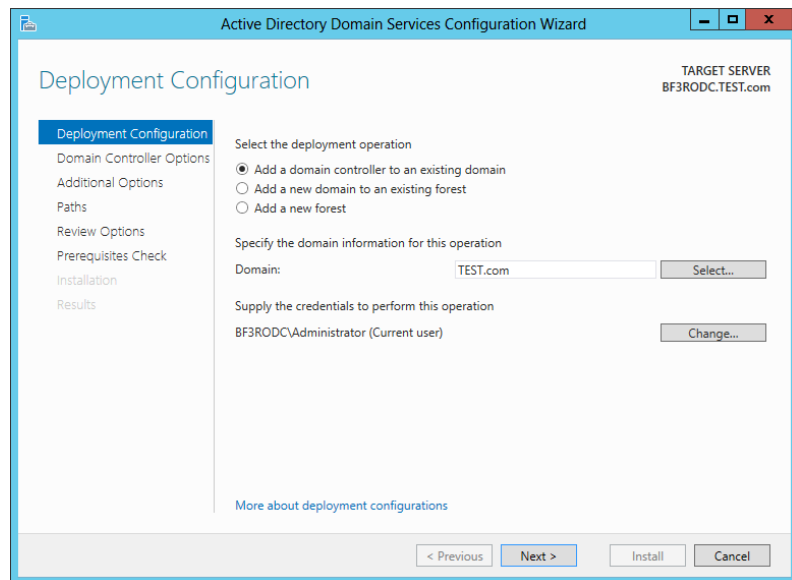 Active Directory Domain Services Configuration Wizard
Deployment Configuration
TARGET SERVER
BF3RODC.TEST.com
Deployment Configuration
Domain Controller Options
Additional Options
Paths
Review Options
Prerequisites Check
Installation
Results
Select the deployment operation
Add a domain controller to an existing domain
Add a new domain to an existing forest
Add a new forest
Specify the domain information for this operation
Domain: TEST.com Select...
Supply the credentials to perform this operation
BF3RODC\Administrator (Current user) Change...
More about deployment configurations
< Previous Next > Install Cancel